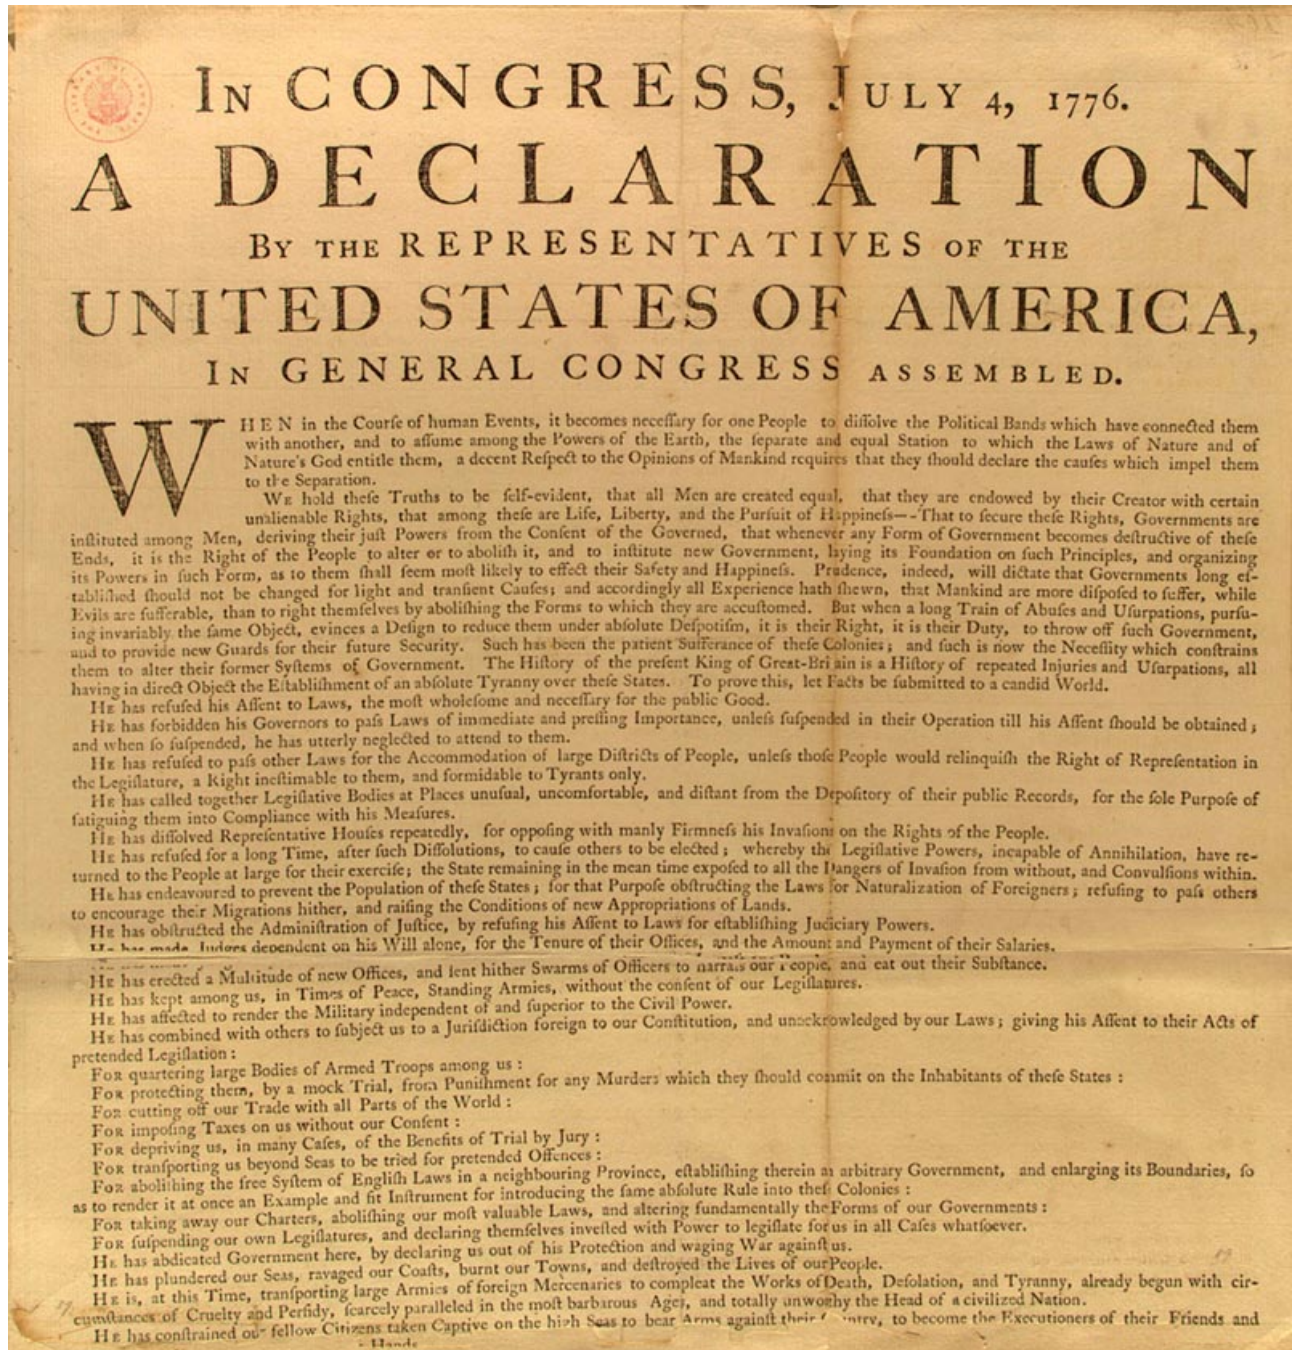 IN CONGRESS, JULY 4, 1776.
A DECLARATION
BY THE REPRESENTATIVES OF THE
UNITED STATES OF AMERICA,
IN GENERAL CONGRESS ASSEMBLED.
WHEN in the Courſe of human Events, it becomes neceſſary for one People to diſſolve the Political Bands which have connected them
with another, and to aſſume among the Powers of the Earth, the ſeparate and equal Station to which the Laws of Nature and of
Nature's God entitle them, a decent Reſpect to the Opinions of Mankind requires that they ſhould declare the cauſes which impel them
to the Separation.
WE hold theſe Truths to be ſelf-evident, that all Men are created equal, that they are endowed by their Creator with certain
unalienable Rights, that among theſe are Life, Liberty, and the Purſuit of Happineſs--That to ſecure theſe Rights, Governments are
inſtituted among Men, deriving their juſt Powers from the Conſent of the Governed, that whenever any Form of Government becomes deſtructive of theſe
Ends, it is the Right of the People to alter or to aboliſh it, and to inſtitute new Government, laying its Foundation on ſuch Principles, and organizing
its Powers in ſuch Form, as to them ſhall ſeem moſt likely to effect their Safety and Happineſs. Prudence, indeed, will dictate that Governments long eſ-
tabliſhed ſhould not be changed for light and tranſient Cauſes; and accordingly all Experience hath ſhewn, that Mankind are more diſpoſed to ſuffer, while
Evils are ſufferable, than to right themſelves by aboliſhing the Forms to which they are accuſtomed. But when a long Train of Abuſes and Uſurpations, purſu-
ing invariably the ſame Object, evinces a Deſign to reduce them under abſolute Deſpotiſm, it is their Right, it is their Duty, to throw off ſuch Government,
and to provide new Guards for their future Security. Such has been the patient Sufferance of theſe Colonies; and ſuch is now the Neceſſity which conſtrains
them to alter their former Syſtems of Government. The Hiſtory of the preſent King of Great-Britain is a Hiſtory of repeated Injuries and Uſurpations, all
having in direct Object the Eſtabliſhment of an abſolute Tyranny over theſe States. To prove this, let Facts be ſubmitted to a candid World.
HE has refuſed his Aſſent to Laws, the moſt wholeſome and neceſſary for the public Good.
HE has forbidden his Governors to paſs Laws of immediate and preſſing Importance, unleſs ſuſpended in their Operation till his Aſſent ſhould be obtained;
and when ſo ſuſpended, he has utterly neglected to attend to them.
HE has refuſed to paſs other Laws for the Accommodation of large Diſtricts of People, unleſs thoſe People would relinquiſh the Right of Repreſentation in
the Legiſlature, a Right ineſtimable to them, and formidable to Tyrants only.
HE has called together Legiſlative Bodies at Places unuſual, uncomfortable, and diſtant from the Depoſitory of their public Records, for the ſole Purpoſe of
fatiguing them into Compliance with his Meaſures.
HE has diſſolved Repreſentative Houſes repeatedly, for oppoſing with manly Firmneſs his Invaſions on the Rights of the People.
HE has refuſed for a long Time, after ſuch Diſſolutions, to cauſe others to be elected; whereby the Legiſlative Powers, incapable of Annihilation, have re-
turned to the People at large for their exerciſe; the State remaining in the mean time expoſed to all the Dangers of Invaſion from without, and Convulſions within.
HE has endeavoured to prevent the Population of theſe States; for that Purpoſe obſtructing the Laws for Naturalization of Foreigners; refuſing to paſs others
to encourage their Migrations hither, and raiſing the Conditions of new Appropriations of Lands.
HE has obſtructed the Adminiſtration of Juſtice, by refuſing his Aſſent to Laws for eſtabliſhing Judiciary Powers.
HE has made Judges dependent on his Will alone, for the Tenure of their Offices, and the Amount and Payment of their Salaries.
HE has erected a Multitude of new Offices, and ſent hither Swarms of Officers to harraſs our People, and eat out their Subſtance.
HE has kept among us, in Times of Peace, Standing Armies, without the conſent of our Legiſlatures.
HE has affected to render the Military independent of and ſuperior to the Civil Power.
HE has combined with others to ſubject us to a Juriſdiction foreign to our Conſtitution, and unacknowledged by our Laws; giving his Aſſent to their Acts of
pretended Legiſlation:
FOR quartering large Bodies of Armed Troops among us:
FOR protecting them, by a mock Trial, from Puniſhment for any Murders which they ſhould commit on the Inhabitants of theſe States:
FOR cutting off our Trade with all Parts of the World:
FOR impoſing Taxes on us without our Conſent:
FOR depriving us, in many Caſes, of the Benefits of Trial by Jury:
FOR tranſporting us beyond Seas to be tried for pretended Offences:
FOR aboliſhing the free Syſtem of Engliſh Laws in a neighbouring Province, eſtabliſhing therein an arbitrary Government, and enlarging its Boundaries, ſo
as to render it at once an Example and fit Inſtrument for introducing the ſame abſolute Rule into theſe Colonies:
FOR taking away our Charters, aboliſhing our moſt valuable Laws, and altering fundamentally the Forms of our Governments:
FOR ſuſpending our own Legiſlatures, and declaring themſelves inveſted with Power to legiſlate for us in all Caſes whatſoever.
HE has abdicated Government here, by declaring us out of his Protection and waging War againſt us.
HE has plundered our Seas, ravaged our Coaſts, burnt our Towns, and deſtroyed the Lives of our People.
HE is, at this Time, tranſporting large Armies of foreign Mercenaries to compleat the Works of Death, Deſolation, and Tyranny, already begun with cir-
cumſtances of Cruelty and Perfidy, ſcarcely paralleled in the moſt barbarous Ages, and totally unworthy the Head of a civilized Nation.
HE has conſtrained our fellow Citizens taken Captive on the high Seas to bear Arms againſt their Country, to become the Executioners of their Friends and
Hands